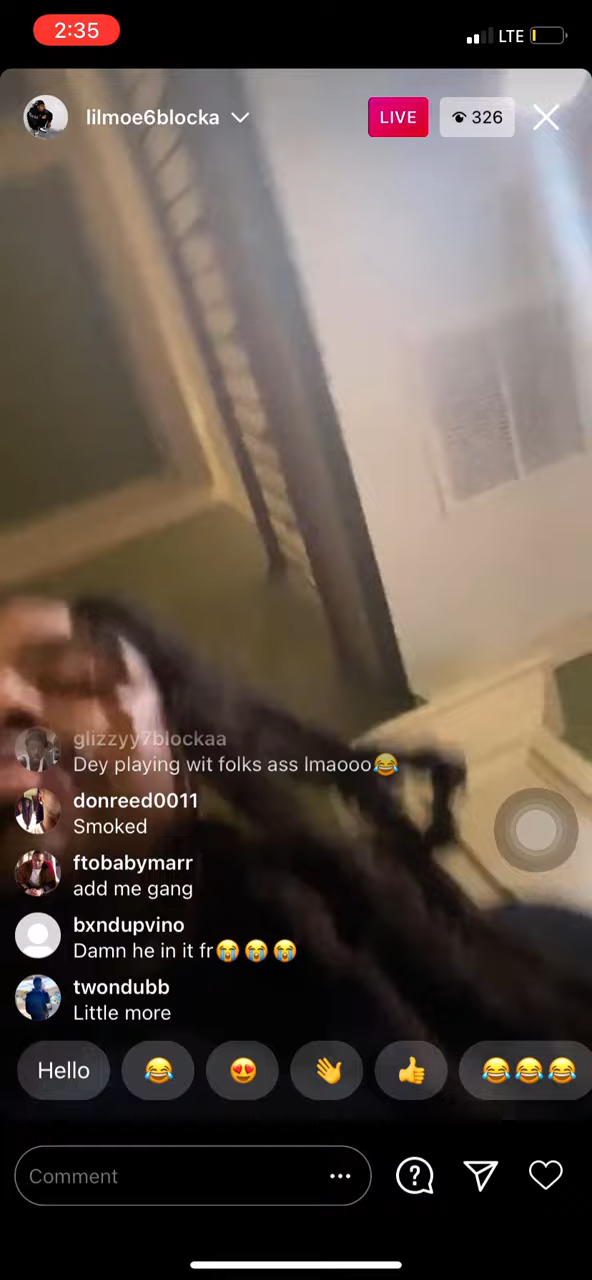 2:35
LTE
lilmoe6blocka
LIVE
326
glizzyy7blockaa
Dey playing wit folks ass lmaooo😂
donreed0011
Smoked
ftobabymarr
add me gang
bxndupvino
Damn he in it fr😭😭😭
twondubb
Little more
Hello 😂 😍 👋 👍 😂😂😂
Comment